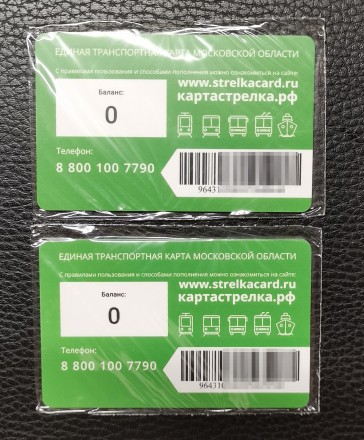 ЕДИНАЯ ТРАНСПОРТНАЯ КАРТА МОСКОВСКОЙ ОБЛАСТИ
С правилами пользования и способами пополнения можно ознакомиться на сайте:
www.strelkacard.ru
картастрелка.рф
Баланс:
0
Телефон:
8 800 100 7790
96431
ЕДИНАЯ ТРАНСПОРТНАЯ КАРТА МОСКОВСКОЙ ОБЛАСТИ
С правилами пользования и способами пополнения можно ознакомиться на сайте:
www.strelkacard.ru
картастрелка.рф
Баланс:
0
Телефон:
8 800 100 7790
96431